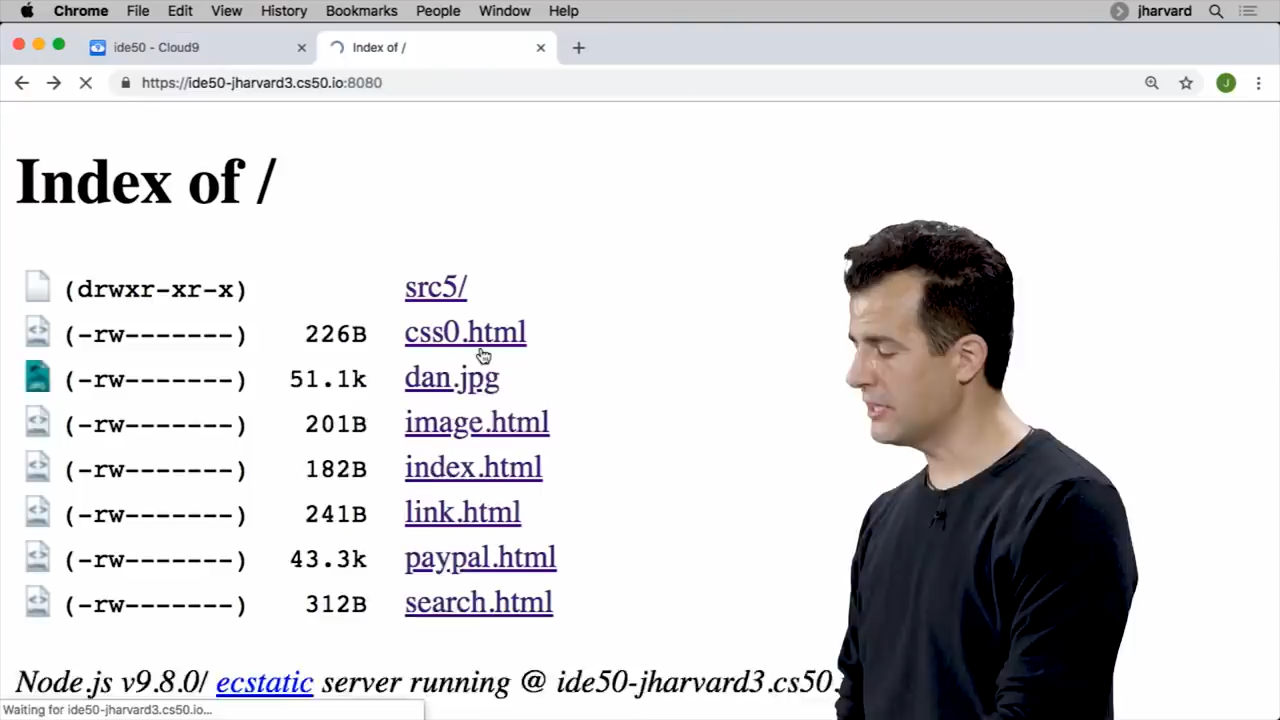 Chrome File Edit View History Bookmarks People Window Help jharvard
ide50 - Cloud9 Index of /
https://ide50-jharvard3.cs50.io:8080 J
Index of /
(drwxr-xr-x) src5/
(-rw-------) 226B css0.html
(-rw-------) 51.1k dan.jpg
(-rw-------) 201B image.html
(-rw-------) 182B index.html
(-rw-------) 241B link.html
(-rw-------) 43.3k paypal.html
(-rw-------) 312B search.html
Node.js v9.8.0/ ecstatic server running @ ide50-jharvard3.cs50.
Waiting for ide50-jharvard3.cs50.io...